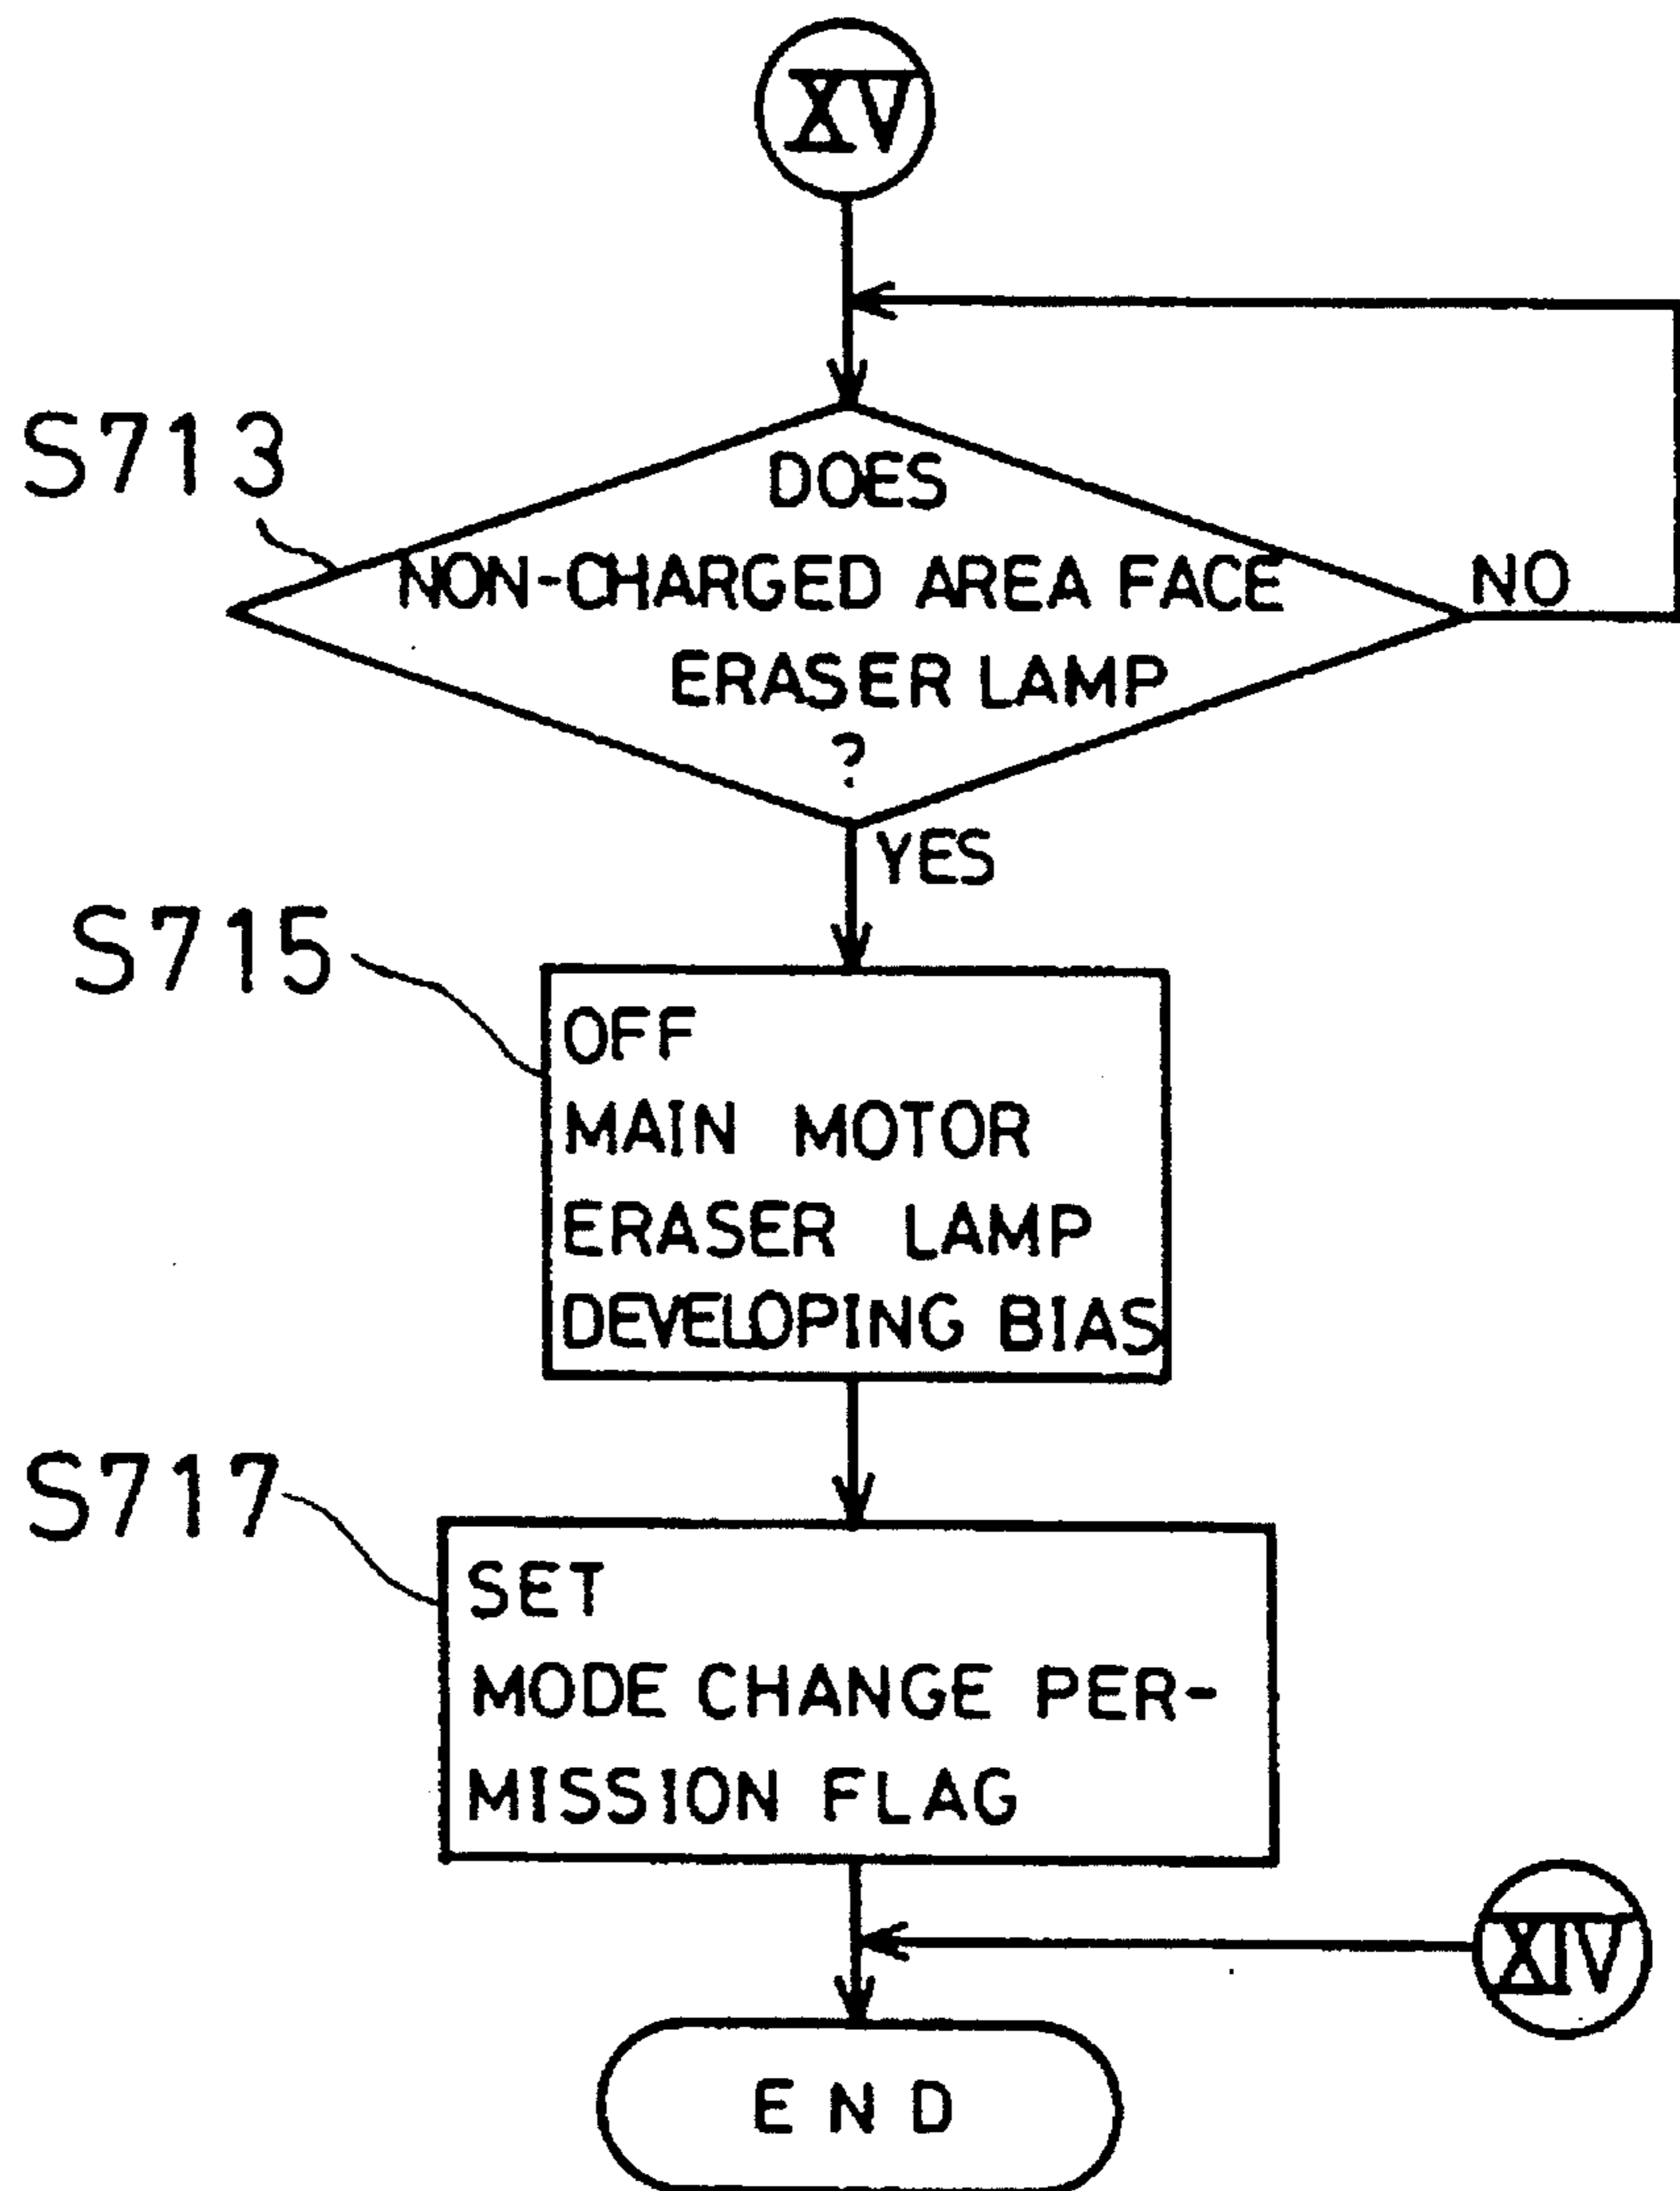 XV
S713
DOES
NON-CHARGED AREA FACE
ERASER LAMP
?
NO
YES
S715
OFF
MAIN MOTOR
ERASER LAMP
DEVELOPING BIAS
S717
SET
MODE CHANGE PER-
MISSION FLAG
XIV
END